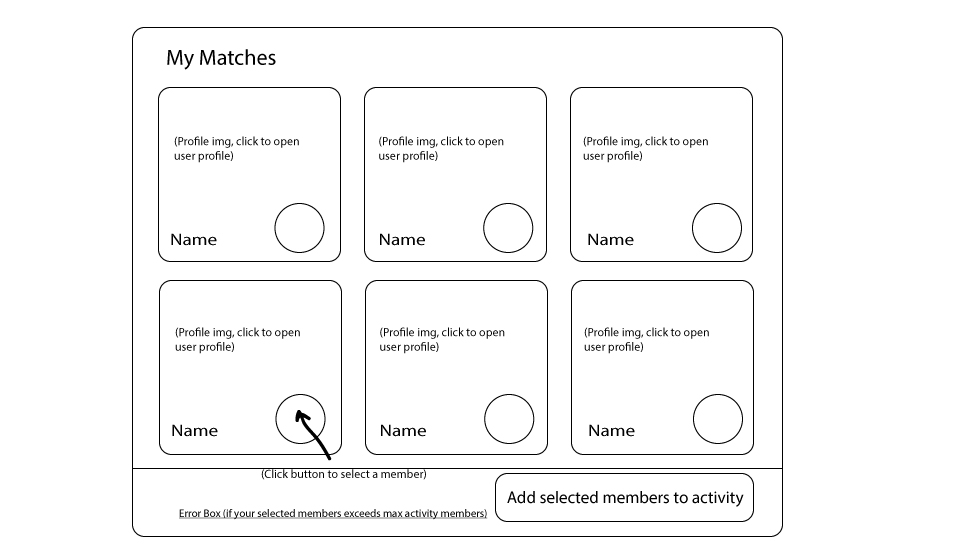 My Matches
(Profile img, click to open
user profile)
(Profile img, click to open
user profile)
(Profile img, click to open
user profile)
Name
Name
Name
(Profile img, click to open
user profile)
(Profile img, click to open
user profile)
(Profile img, click to open
user profile)
Name
Name
Name
(Click button to select a member)
Add selected members to activity
Error Box (if your selected members exceeds max activity members)